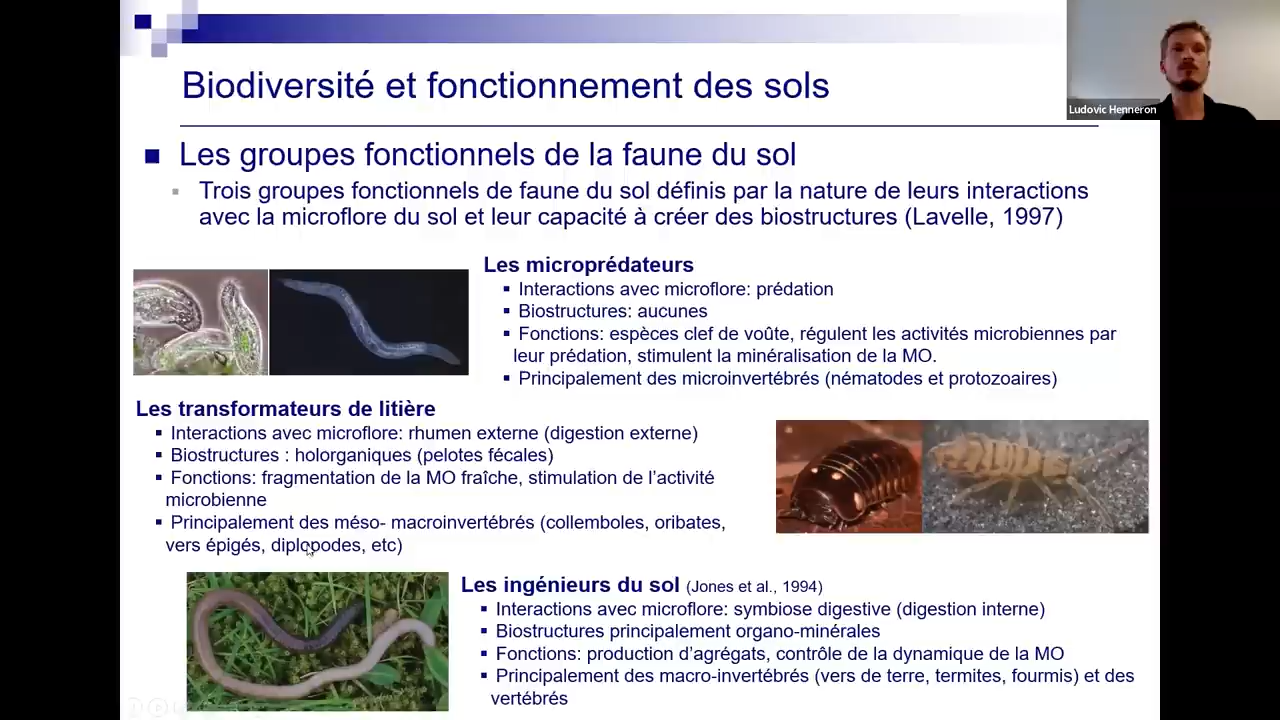 Biodiversité et fonctionnement des sols
Ludovic Henneron
Les groupes fonctionnels de la faune du sol
Trois groupes fonctionnels de faune du sol définis par la nature de leurs interactions
avec la microflore du sol et leur capacité à créer des biostructures (Lavelle, 1997)
Les microprédateurs
Interactions avec microflore: prédation
Biostructures: aucunes
Fonctions: espèces clef de voûte, régulent les activités microbiennes par
leur prédation, stimulent la minéralisation de la MO.
Principalement des microinvertébrés (nématodes et protozoaires)
Les transformateurs de litière
Interactions avec microflore: rhumen externe (digestion externe)
Biostructures : holorganiques (pelotes fécales)
Fonctions: fragmentation de la MO fraîche, stimulation de l'activité
microbienne
Principalement des méso- macroinvertébrés (collemboles, oribates,
vers épigés, diplopodes, etc)
Les ingénieurs du sol (Jones et al., 1994)
Interactions avec microflore: symbiose digestive (digestion interne)
Biostructures principalement organo-minérales
Fonctions: production d'agrégats, contrôle de la dynamique de la MO
Principalement des macro-invertébrés (vers de terre, termites, fourmis) et des
vertébrés